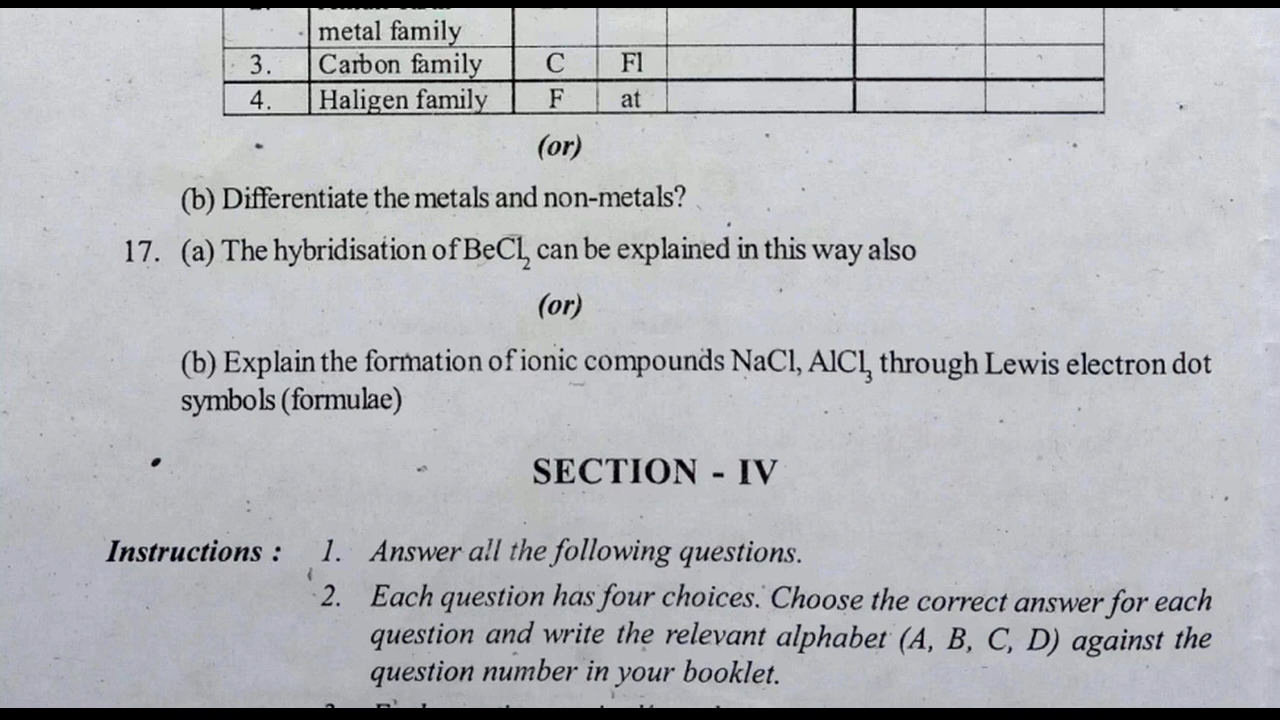 metal family
3. Carbon family C Fl
4. Haligen family F at
(or)
(b) Differentiate the metals and non-metals?
17. (a) The hybridisation of BeCl₂ can be explained in this way also
(or)
(b) Explain the formation of ionic compounds NaCl, AlCl₃ through Lewis electron dot
symbols (formulae)
SECTION - IV
Instructions : 1. Answer all the following questions.
2. Each question has four choices. Choose the correct answer for each
question and write the relevant alphabet (A, B, C, D) against the
question number in your booklet.